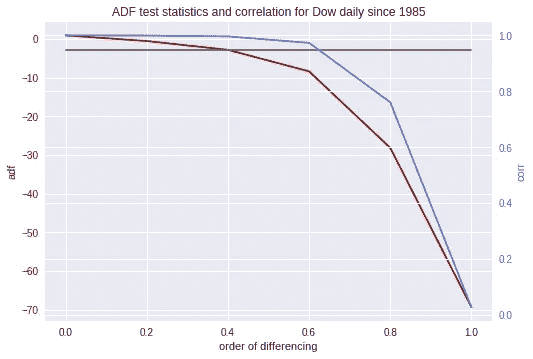 ADF test statistics and correlation for Dow daily since 1985
0
−10
−20
−30
−40
−50
−60
−70
adf
1.0
0.8
0.6
0.4
0.2
0.0
corr
0.0 0.2 0.4 0.6 0.8 1.0
order of differencing